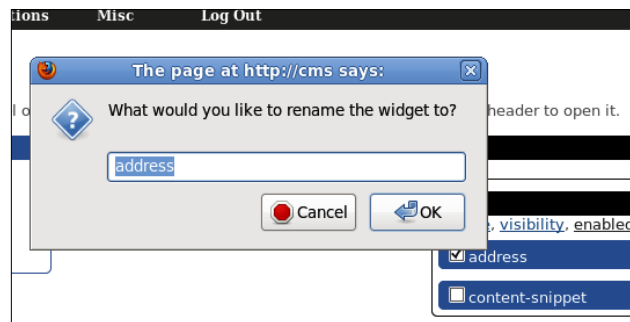 tions Misc Log Out
The page at http://cms says:
What would you like to rename the widget to?
header to open it.
address
Cancel OK
, visibility, enabled
address
content-snippet